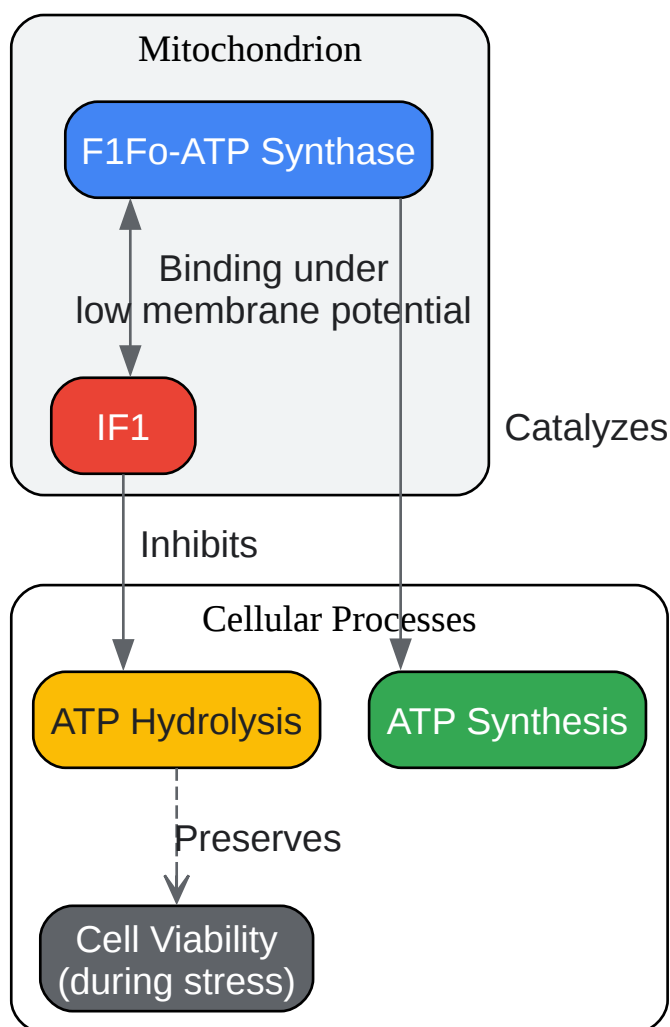 Mitochondrion
F1Fo-ATP Synthase
Binding under
low membrane potential
IF1
Catalyzes
Inhibits
Cellular Processes
ATP Hydrolysis
ATP Synthesis
Preserves
Cell Viability
(during stress)